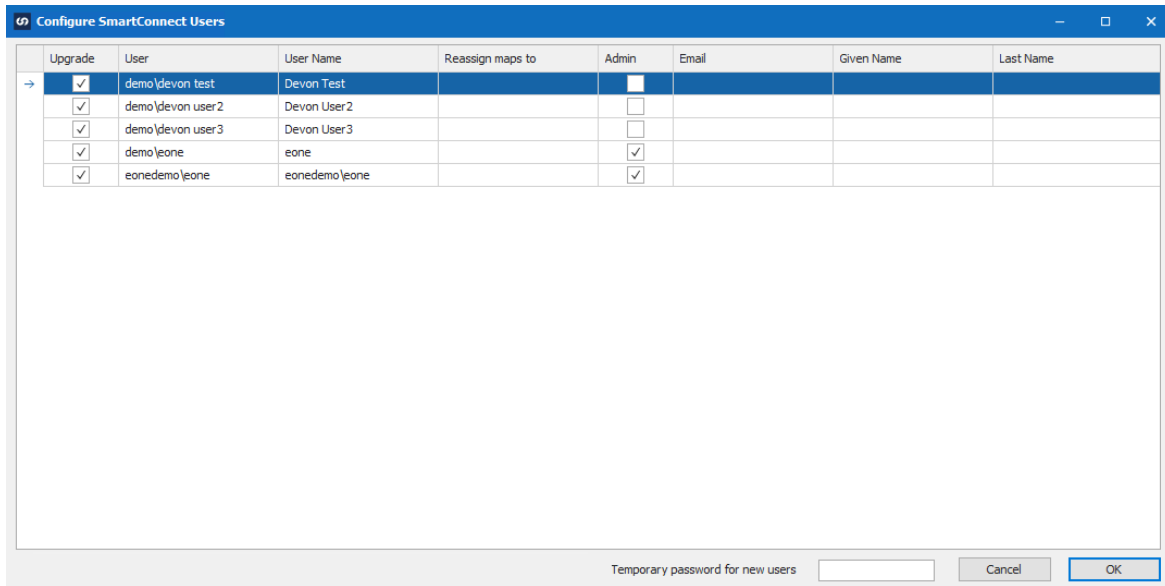 Configure SmartConnect Users
Upgrade User User Name Reassign maps to Admin Email Given Name Last Name
demo\devon test Devon Test
demo\devon user2 Devon User2
demo\devon user3 Devon User3
demo\eone eone
eonedemo\eone eonedemo\eone
Temporary password for new users Cancel OK